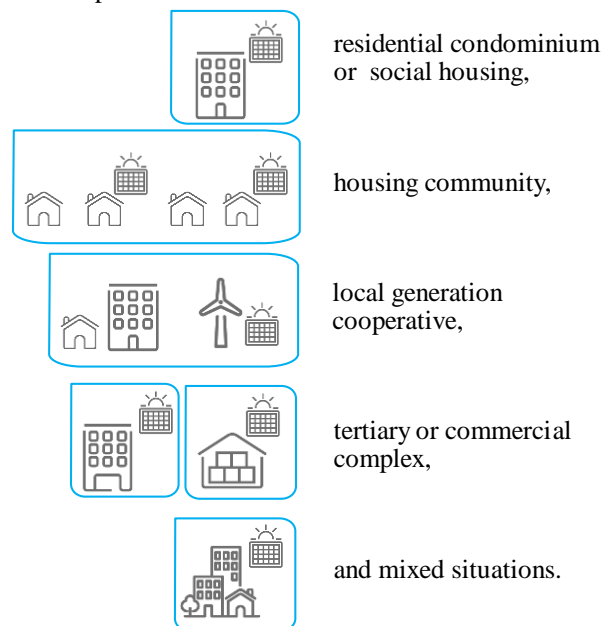 residential condominium
or social housing,
housing community,
local generation
cooperative,
tertiary or commercial
complex,
and mixed situations.